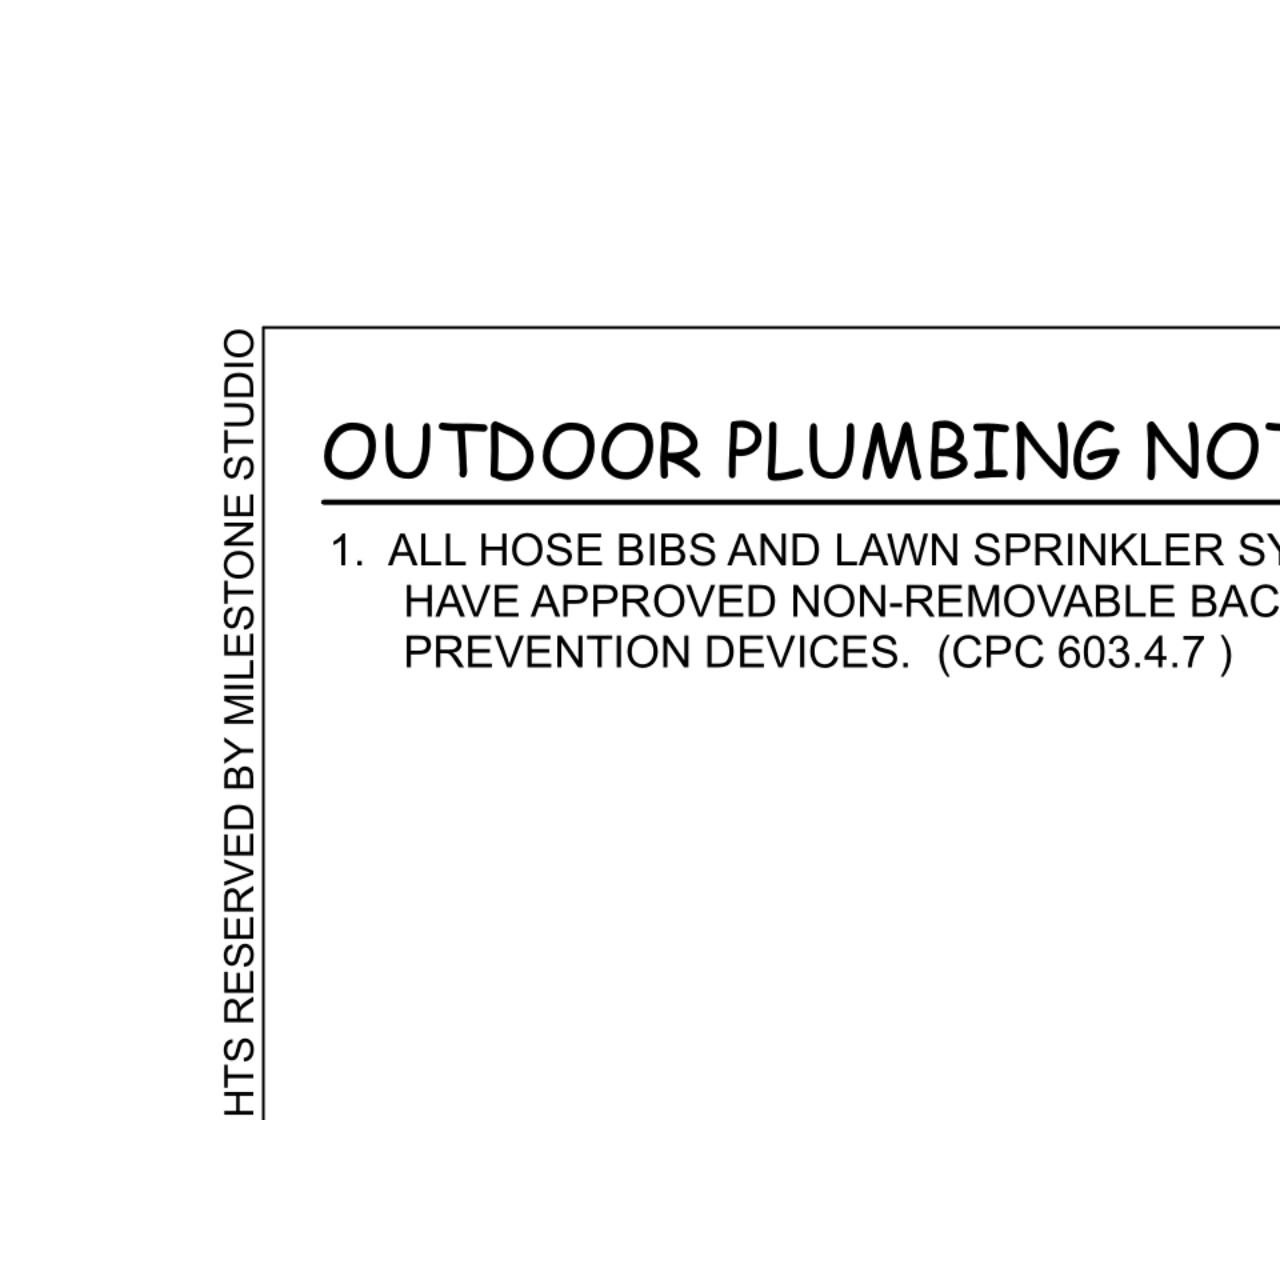 OUTDOOR PLUMBING NOT
1. ALL HOSE BIBS AND LAWN SPRINKLER SY
HAVE APPROVED NON-REMOVABLE BAC
PREVENTION DEVICES. (CPC 603.4.7 )
HTS RESERVED BY MILESTONE STUDIO